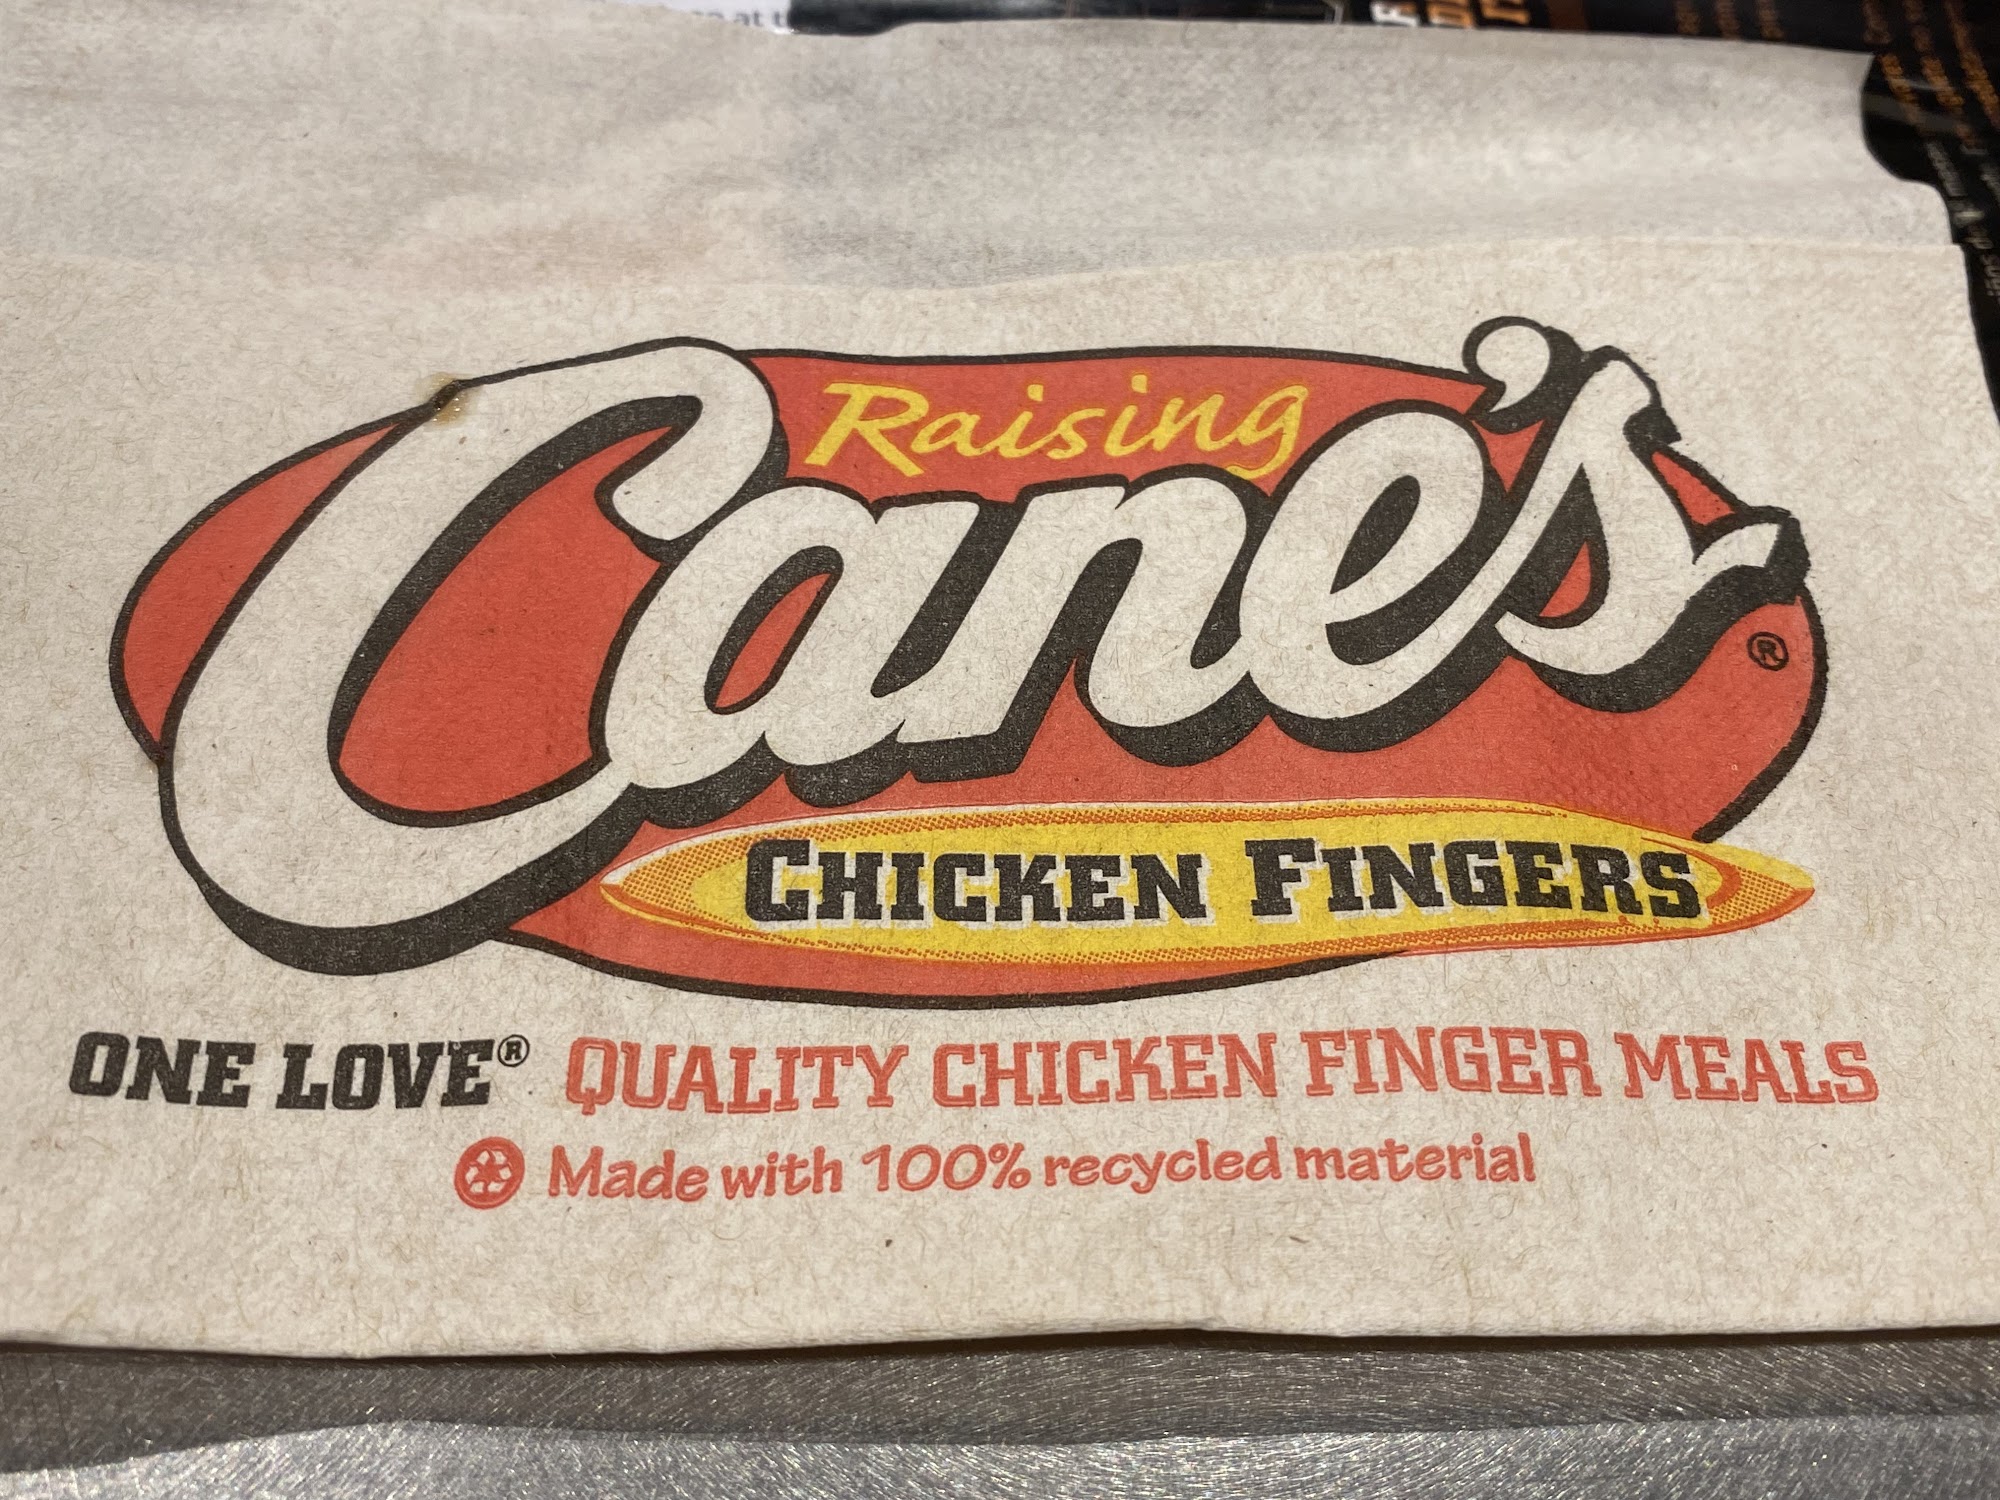 Raising
Cane's®
CHICKEN FINGERS
ONE LOVE® QUALITY CHICKEN FINGER MEALS
Made with 100% recycled material